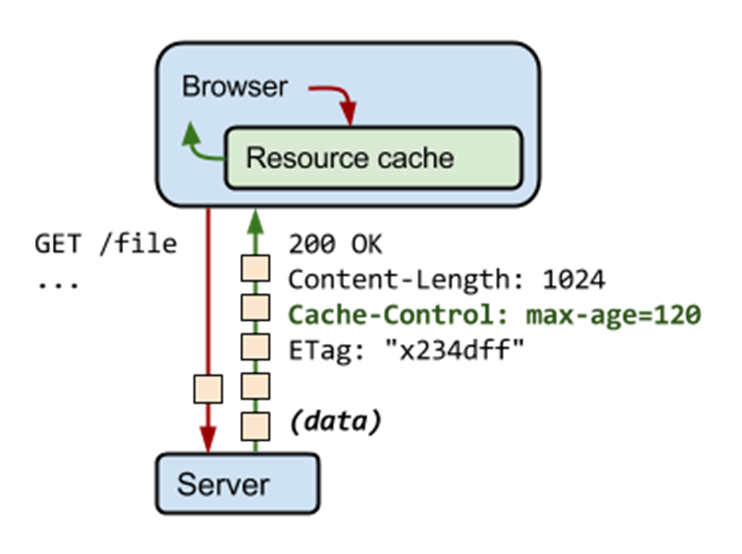 Browser
Resource cache
GET /file
...
200 OK
Content-Length: 1024
Cache-Control: max-age=120
ETag: "x234dff"
(data)
Server